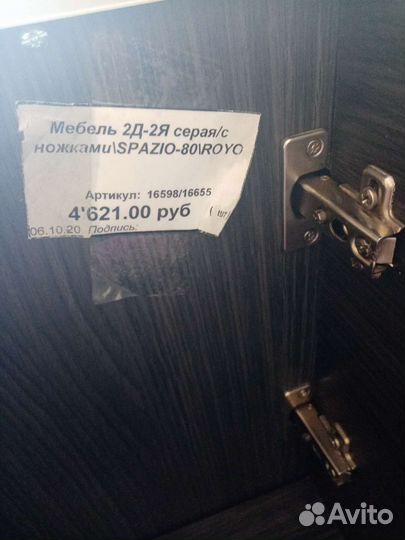 Мебель 2Д-2Я серая/с
ножками\SPAZIO-80\ROYO
Артикул: 16598/16655
4'621.00 руб ( шт
06.10.20 Подпись:
Avito